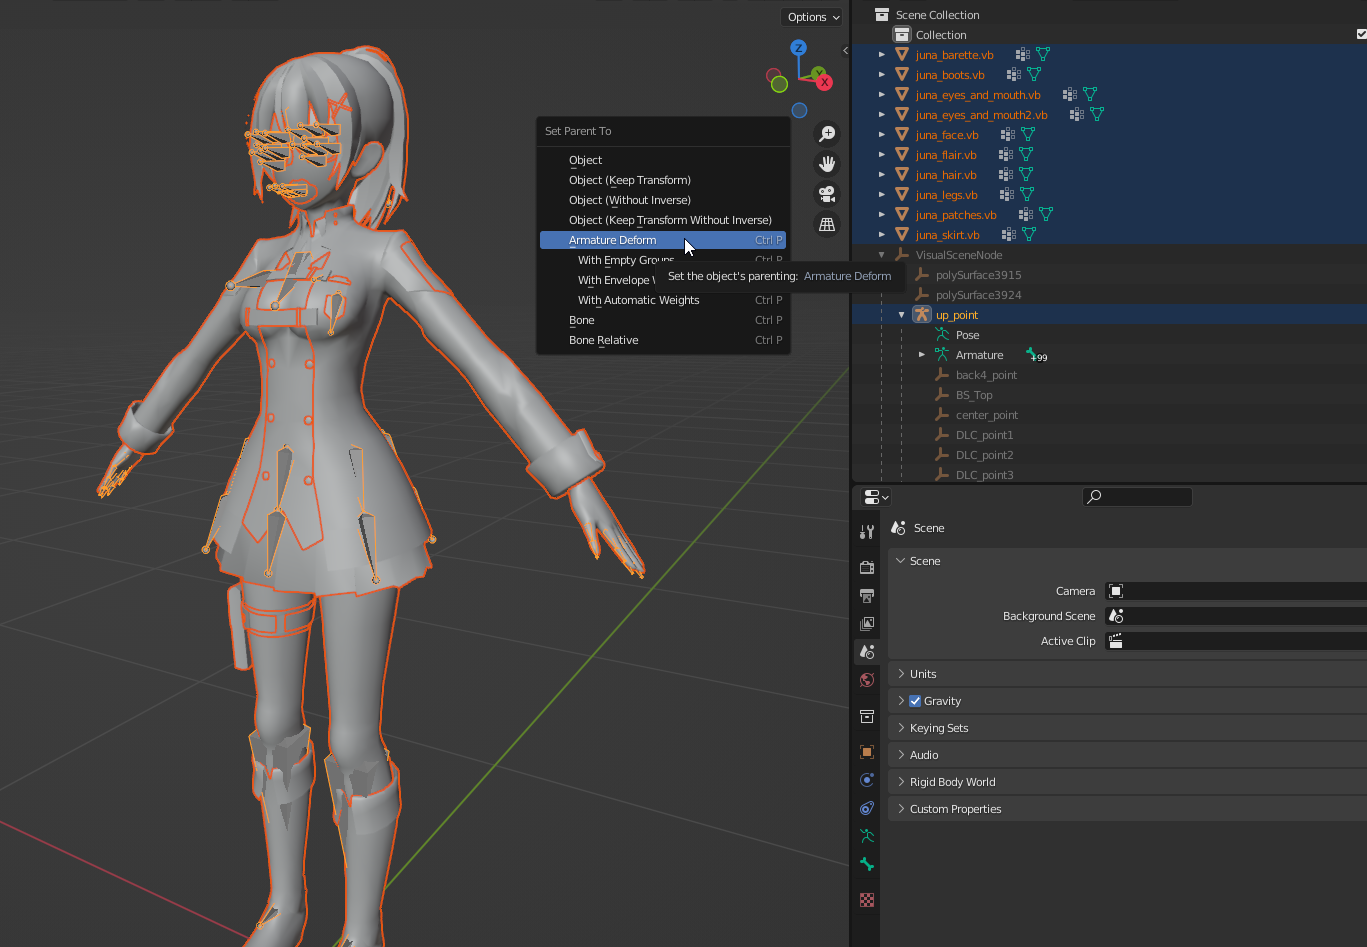 Options
Z
Y
X
Set Parent To
Object
Object (Keep Transform)
Object (Without Inverse)
Object (Keep Transform Without Inverse)
Armature Deform Ctrl P
With Empty Groups Ctrl P
With Envelope
With Automatic Weights Ctrl P
Bone Ctrl P
Bone Relative Ctrl P
Set the object's parenting: Armature Deform
Scene Collection
Collection
juna_barette.vb
juna_boots.vb
juna_eyes_and_mouth.vb
juna_eyes_and_mouth2.vb
juna_face.vb
juna_flair.vb
juna_hair.vb
juna_legs.vb
juna_patches.vb
juna_skirt.vb
VisualSceneNode
polySurface3915
polySurface3924
up_point
Pose
Armature +99
back4_point
BS_Top
center_point
DLC_point1
DLC_point2
DLC_point3
Scene
Scene
Camera
Background Scene
Active Clip
Units
Gravity
Keying Sets
Audio
Rigid Body World
Custom Properties